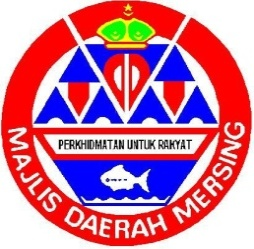 PERKHIDMATAN UNTUK RAKYAT
MAJLIS DAERAH MERSING